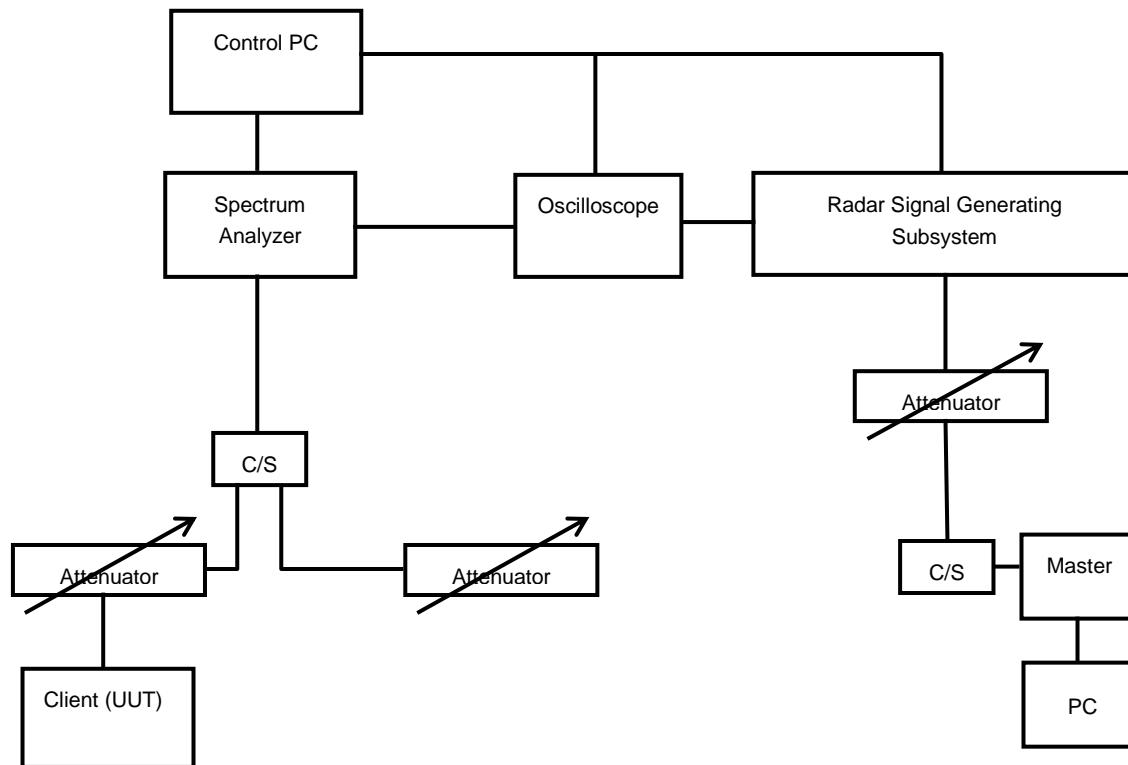 Control PC
Spectrum
Analyzer
Oscilloscope
Radar Signal Generating
Subsystem
Attenuator
C/S
Attenuator
Attenuator
C/S
Master
Client (UUT)
PC